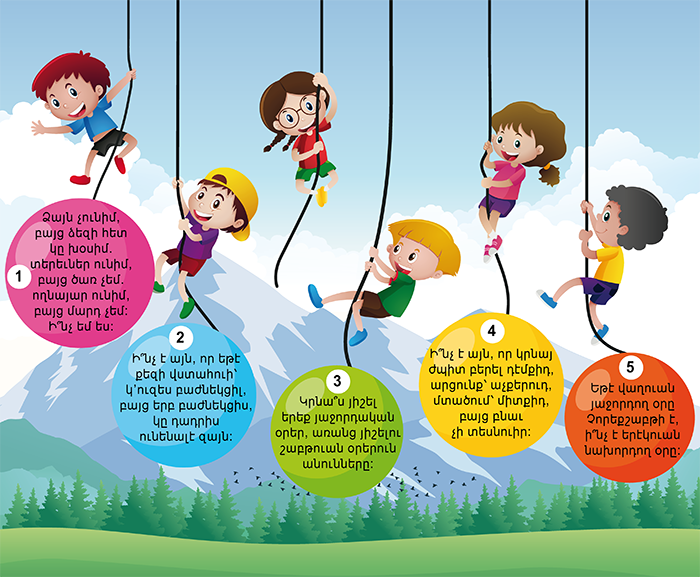 1
Ձայն չունիմ,
բայց ձեզի հետ
կը խօսիմ.
տերեւներ ունիմ,
բայց ծառ չեմ.
ողնայար ունիմ,
բայց մարդ չեմ:
Ի՞նչ եմ ես:
2
Ի՞նչ է այն, որ եթէ
քեզի վստահուի՝
կ՚ուզես բաժնեկցիլ,
բայց երբ բաժնեկցիս,
կը դադրիս
ունենալէ զայն:
3
Կրնա՞ս յիշել
երեք յաջորդական
օրեր, առանց յիշելու
շաբթուան օրերուն
անունները:
4
Ի՞նչ է այն, որ կրնայ
ժպիտ բերել դէմքիդ,
արցունք՝ աչքերուդ,
մտածում՝ միտքիդ,
բայց բնաւ
չի տեսնուիր:
5
Եթէ վաղուան
յաջորդող օրը
Չորեքշաբթի է,
ի՞նչ է երէկուան
նախորդող օրը: